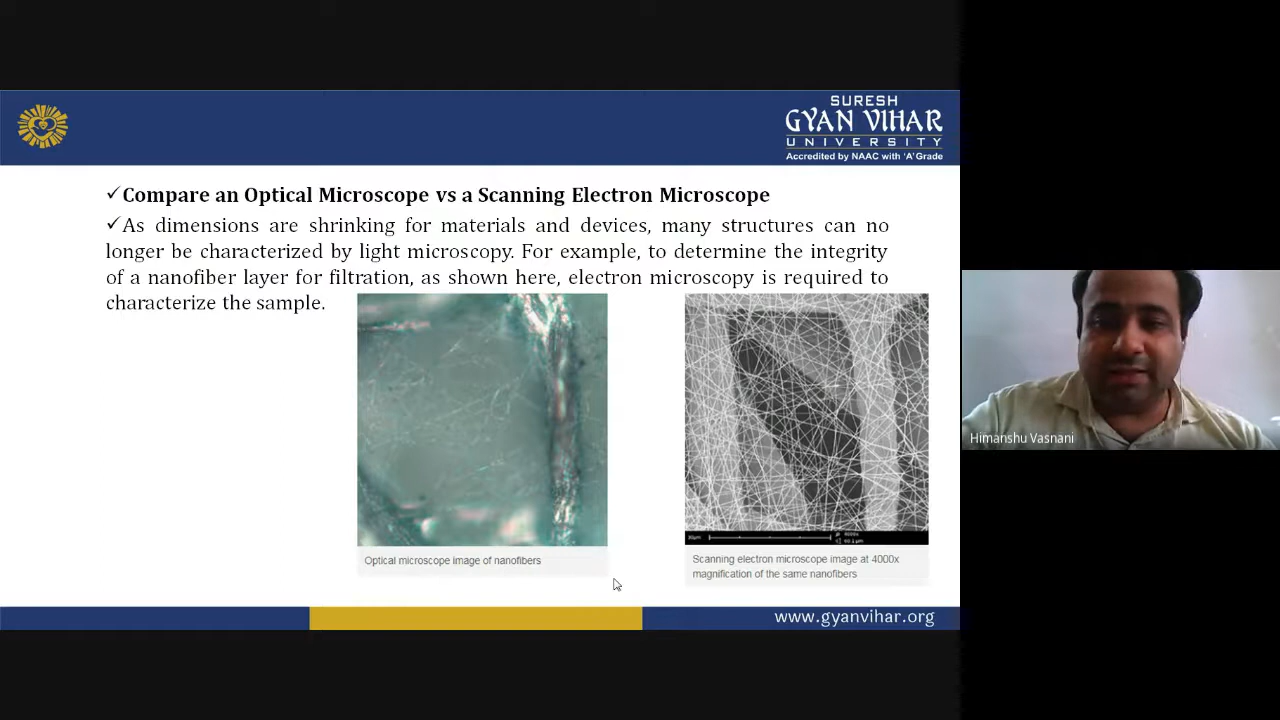 SURESH
GYAN VIHAR
UNIVERSITY
Accredited by NAAC with 'A' Grade
✓Compare an Optical Microscope vs a Scanning Electron Microscope
✓As dimensions are shrinking for materials and devices, many structures can no
longer be characterized by light microscopy. For example, to determine the integrity
of a nanofiber layer for filtration, as shown here, electron microscopy is required to
characterize the sample.
Optical microscope image of nanofibers
Scanning electron microscope image at 4000x
magnification of the same nanofibers
Himanshu Vasnani
www.gyanvihar.org